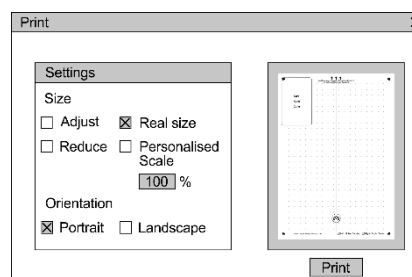 Print
Settings
Size
Adjust Real size
Reduce Personalised
Scale
100 %
Orientation
Portrait Landscape
Print